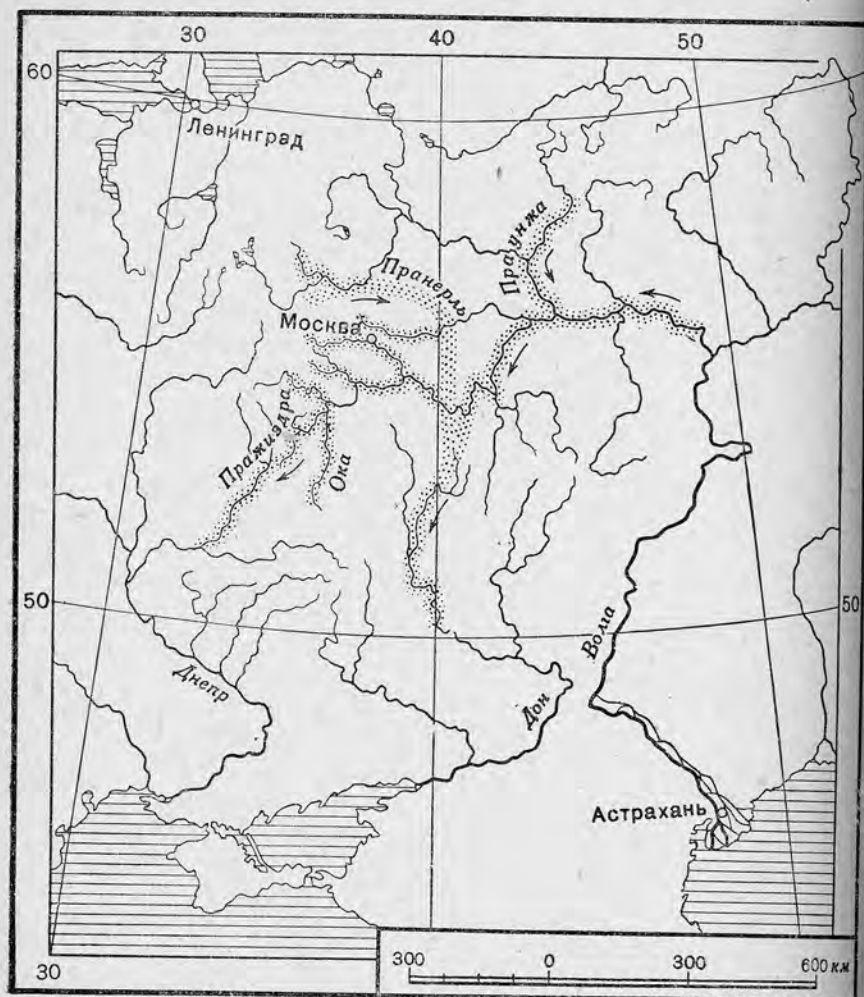 30 40 50
60
Ленинград
Праунжа
Пранерль
Москва
Пражиздра
Ока
50 50
Вома
Днепр
Дон
Астрахань
30
300 0 300 600 км